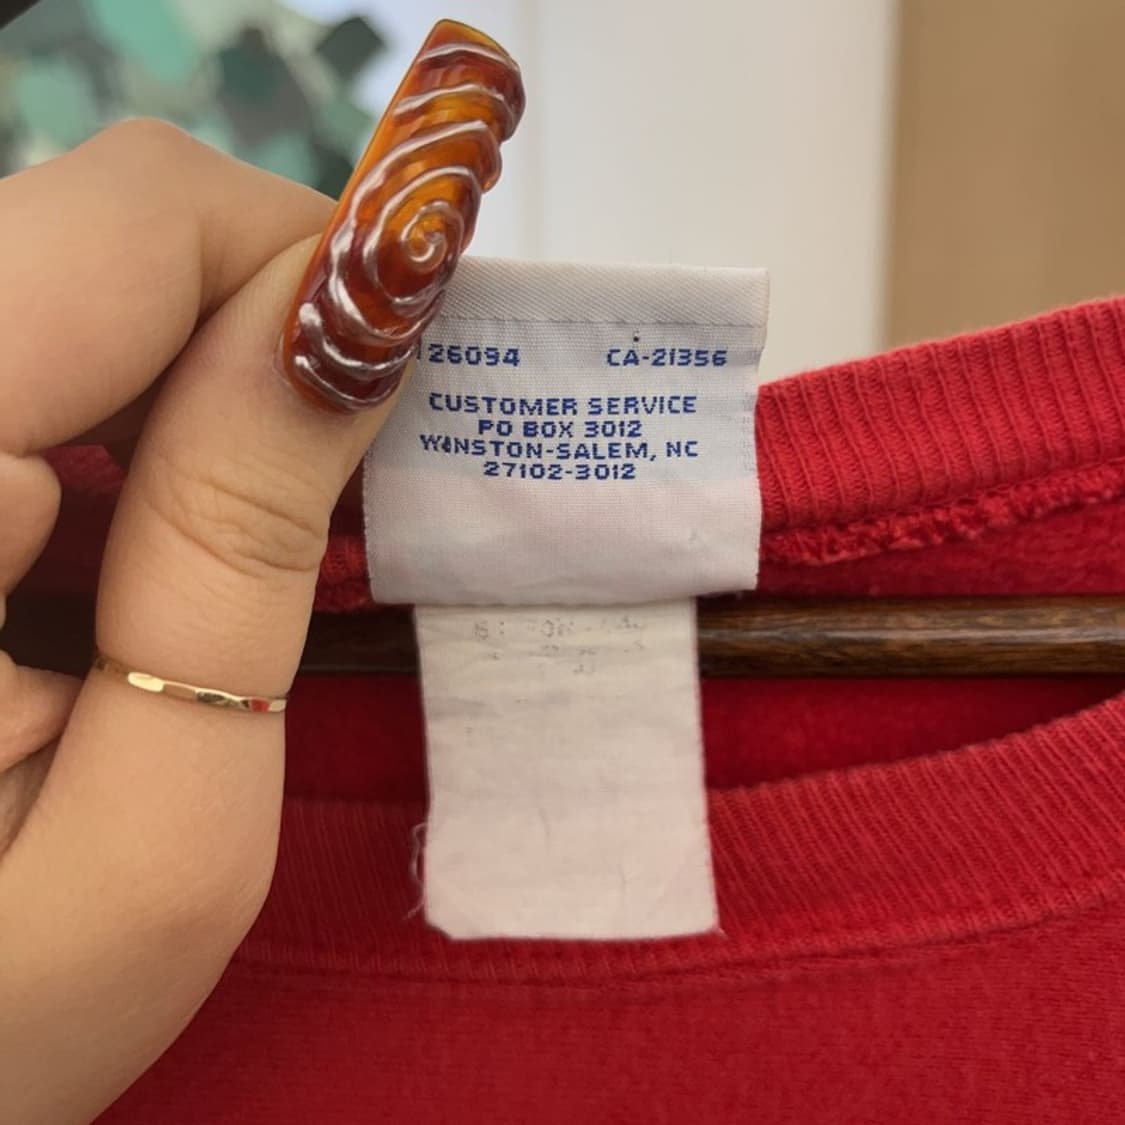 26094 CA-21356
CUSTOMER SERVICE
PO BOX 3012
WINSTON-SALEM, NC
27102-3012